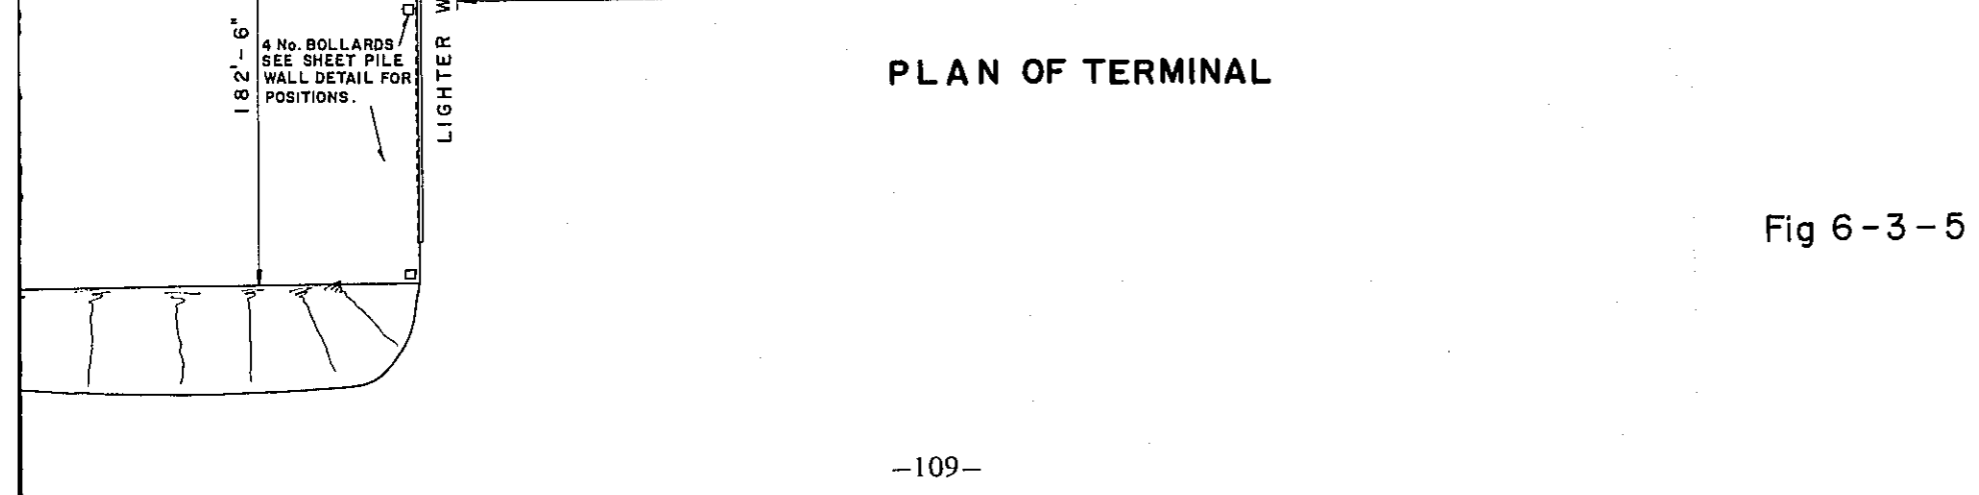 182'-6"
4 No. BOLLARDS
SEE SHEET PILE
WALL DETAIL FOR
POSITIONS.
LIGHTER W
PLAN OF TERMINAL
Fig 6-3-5
-109-